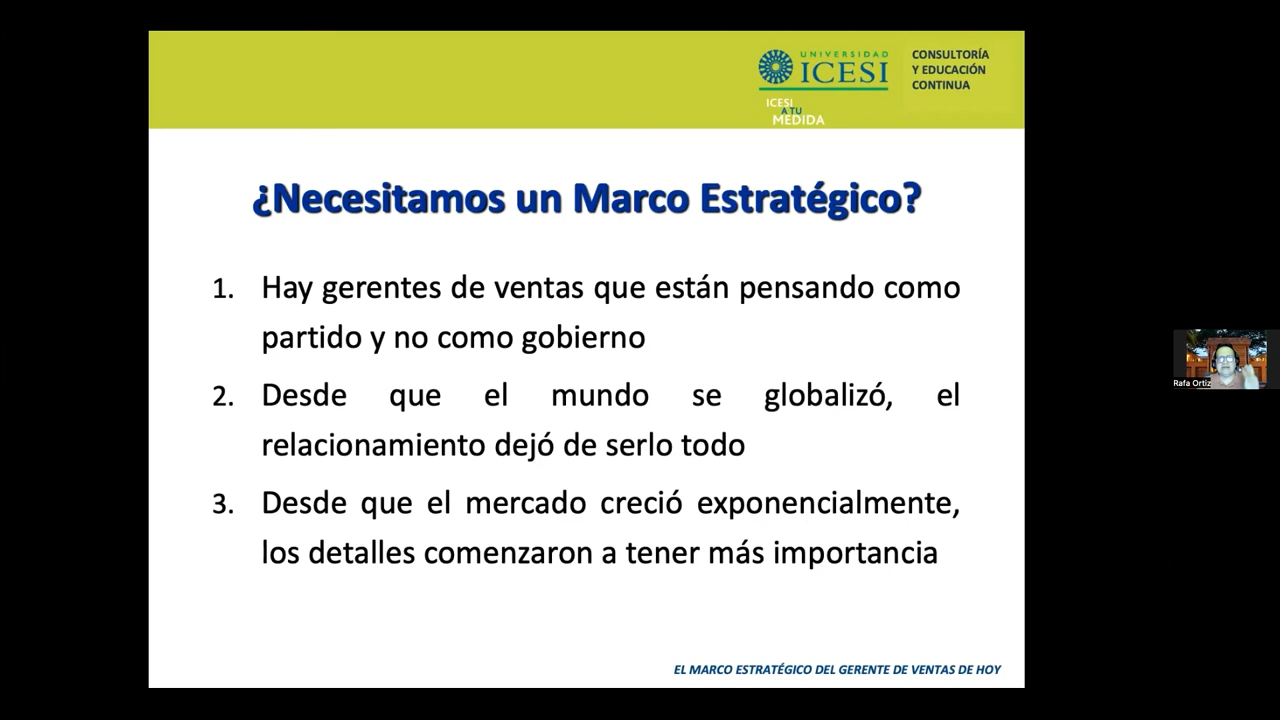 UNIVERSIDAD
ICESI
CONSULTORÍA
Y EDUCACIÓN
CONTINUA
ICESI
A TU
MEDIDA
¿Necesitamos un Marco Estratégico?
1. Hay gerentes de ventas que están pensando como
partido y no como gobierno
2. Desde que el mundo se globalizó, el
relacionamiento dejó de serlo todo
3. Desde que el mercado creció exponencialmente,
los detalles comenzaron a tener más importancia
Rafa Ortiz
EL MARCO ESTRATÉGICO DEL GERENTE DE VENTAS DE HOY